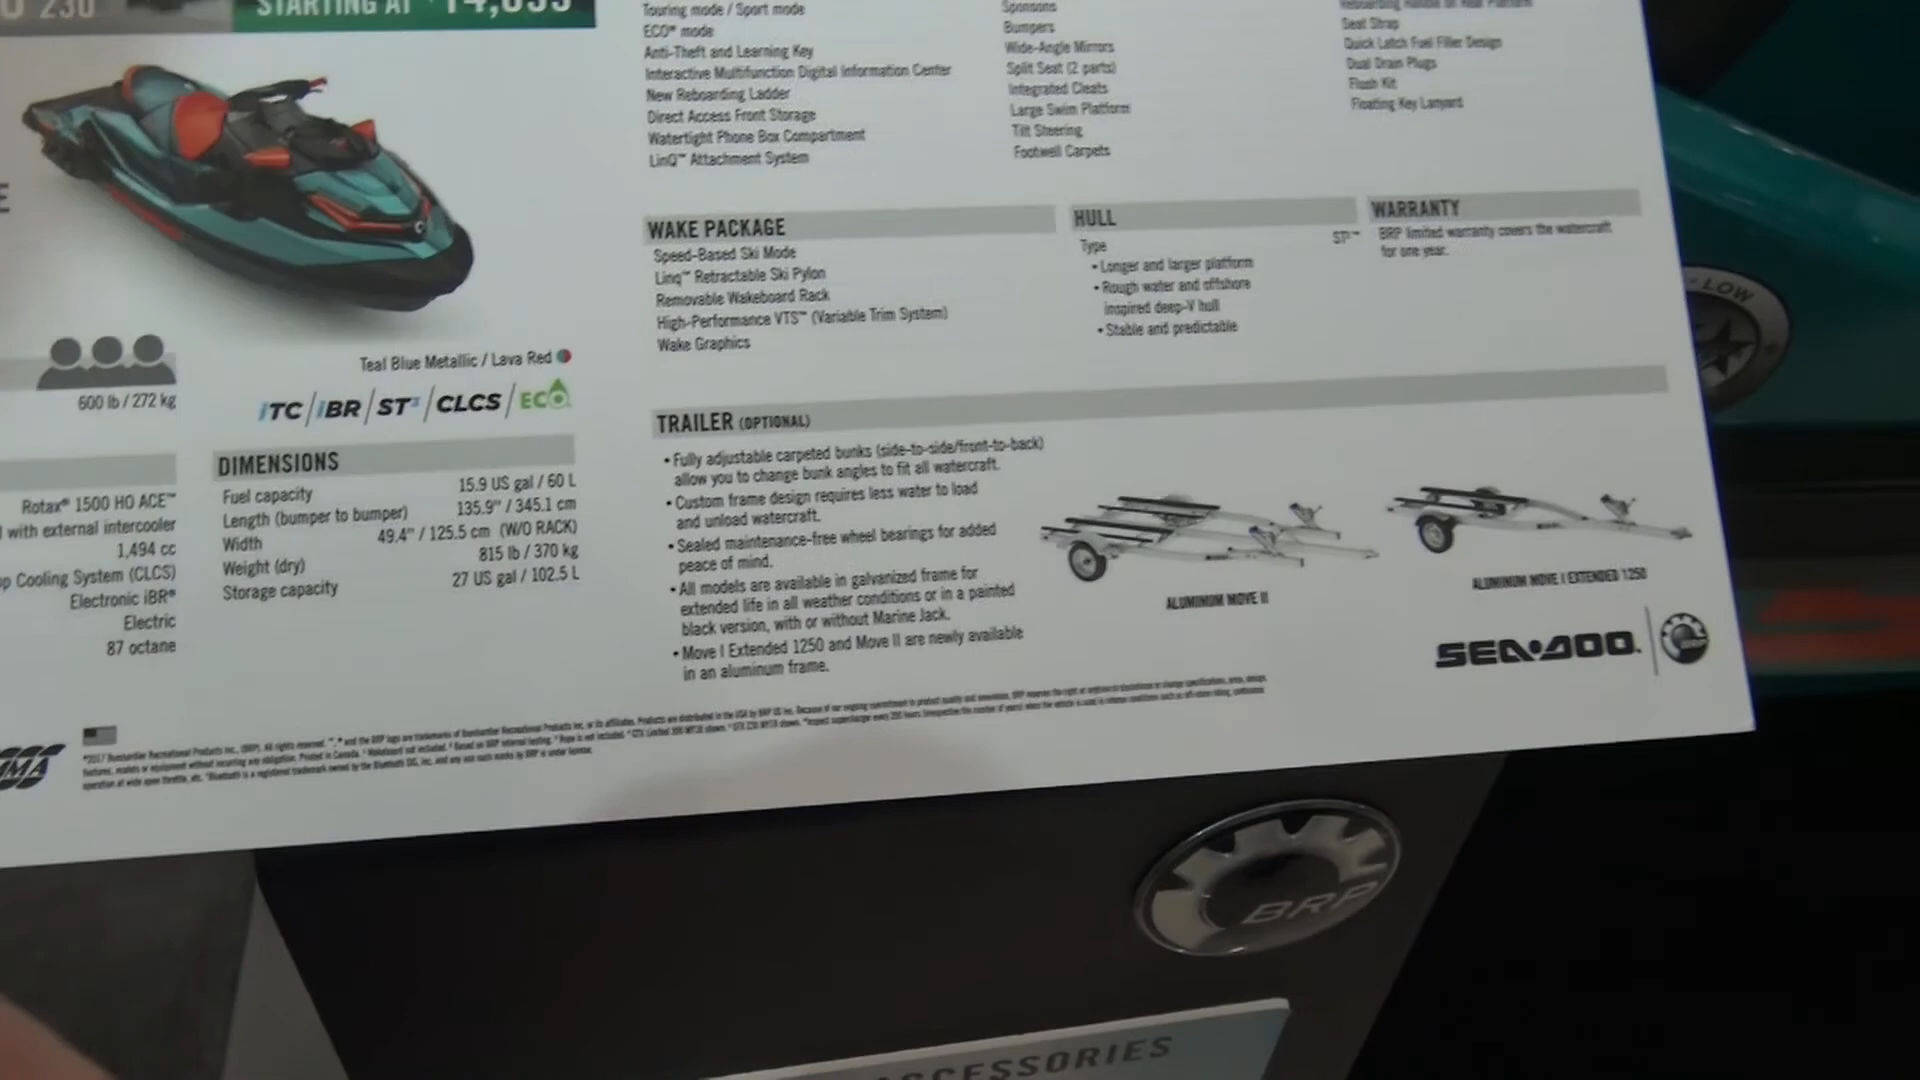 230
STARTING AT
Touring mode / Sport mode
ECO® mode
Anti-Theft and Learning Key
Interactive Multifunction Digital Information Center
New Reboarding Ladder
Direct Access Front Storage
Watertight Phone Box Compartment
LinQ™ Attachment System
Sponsons
Bumpers
Wide-Angle Mirrors
Split Seat (2 parts)
Integrated Cleats
Large Swim Platform
Tilt Steering
Footwell Carpets
Seat Strap
Quick Latch Fuel Filler Design
Dual Drain Plugs
Flush Kit
Floating Key Lanyard
WAKE PACKAGE
Speed-Based Ski Mode
Linq™ Retractable Ski Pylon
Removable Wakeboard Rack
High-Performance VTS™ (Variable Trim System)
Wake Graphics
HULL
Type ST³™
• Longer and larger platform
• Rough water and offshore
inspired deep-V hull
• Stable and predictable
WARRANTY
BRP limited warranty covers the watercraft
for one year.
Teal Blue Metallic / Lava Red
600 lb / 272 kg
iTC/iBR/ST³/CLCS/ECO
Rotax® 1500 HO ACE™
with external intercooler
1,494 cc
Cooling System (CLCS)
Electronic iBR®
Electric
87 octane
DIMENSIONS
Fuel capacity 15.9 US gal / 60 L
Length (bumper to bumper) 135.9" / 345.1 cm
Width 49.4" / 125.5 cm (W/O RACK)
Weight (dry) 815 lb / 370 kg
Storage capacity 27 US gal / 102.5 L
TRAILER (OPTIONAL)
• Fully adjustable carpeted bunks (side-to-side/front-to-back)
allow you to change bunk angles to fit all watercraft.
• Custom frame design requires less water to load
and unload watercraft.
• Sealed maintenance-free wheel bearings for added
peace of mind.
• All models are available in galvanized frame for
extended life in all weather conditions or in a painted
black version, with or without Marine Jack.
• Move I Extended 1250 and Move II are newly available
in an aluminum frame.
ALUMINUM MOVE II
ALUMINUM MOVE I EXTENDED 1250
SEA-DOO
LOW
BRP
ACCESSORIES